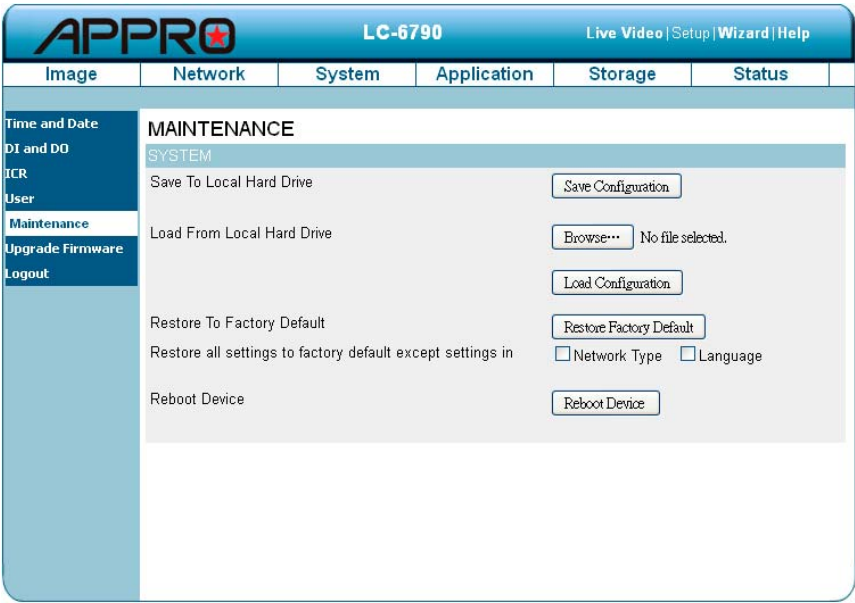 APPRO LC-6790 Live Video | Setup | Wizard | Help
Image Network System Application Storage Status
Time and Date
DI and DO
ICR
User
Maintenance
Upgrade Firmware
Logout
MAINTENANCE
SYSTEM
Save To Local Hard Drive Save Configuration
Load From Local Hard Drive Browse... No file selected.
Load Configuration
Restore To Factory Default Restore Factory Default
Restore all settings to factory default except settings in Network Type Language
Reboot Device Reboot Device